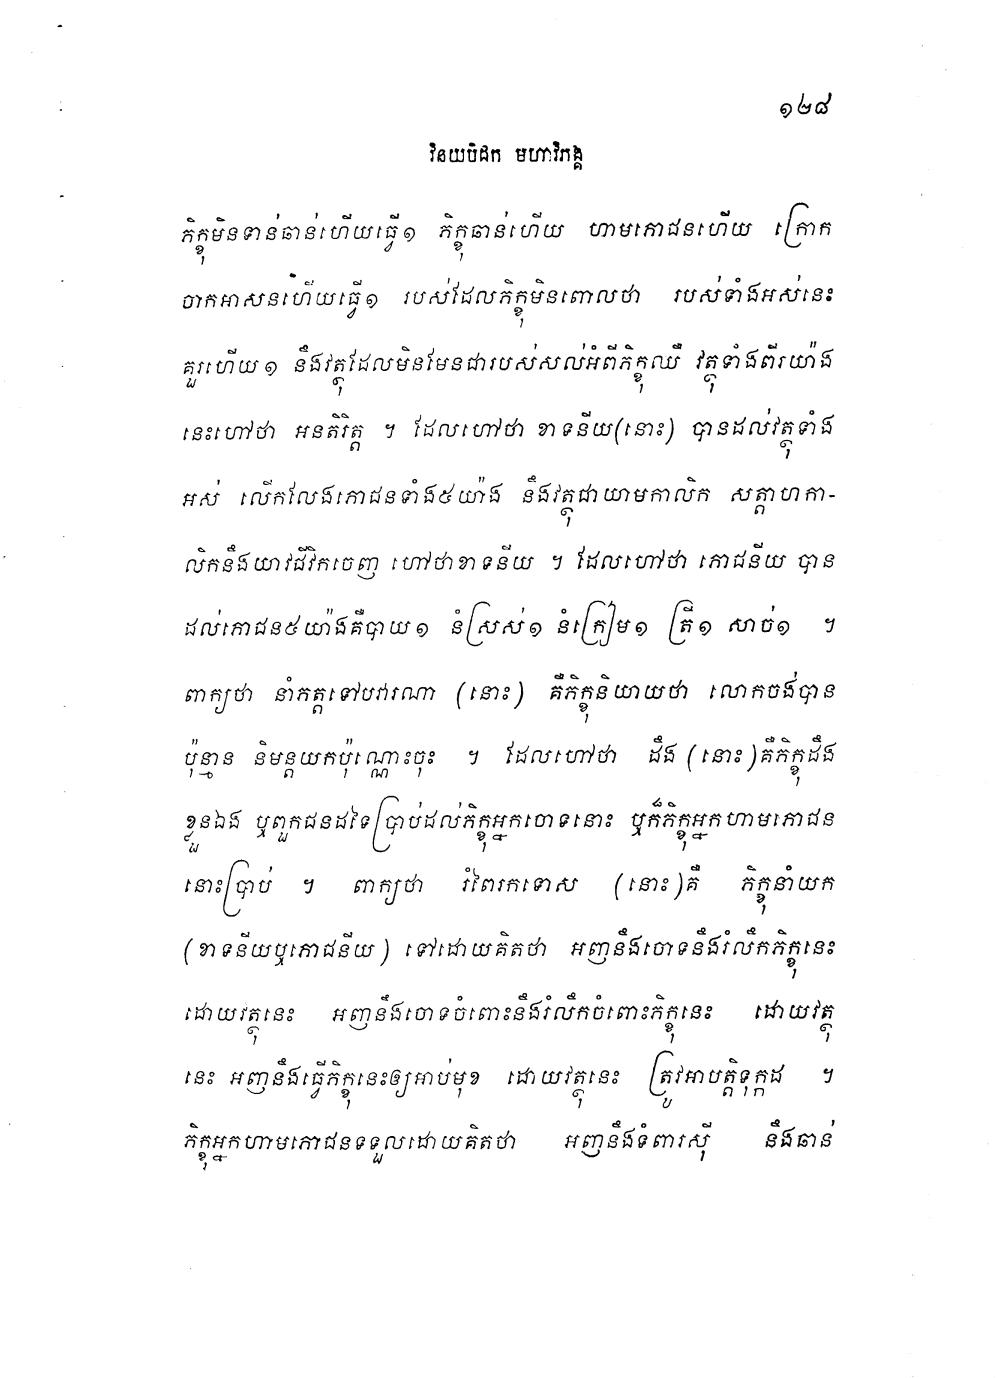 ១២៨
វិនយបិដក មហាវិភង្គ
ភិក្ខុមិនទាន់ឆាន់ហើយធ្វើ១ ភិក្ខុឆាន់ហើយ ហាមភោជនហើយ ក្រោក
ចាកអាសនហើយធ្វើ១ របស់ដែលភិក្ខុមិនពោលថា របស់ទាំងអស់នេះ
គួរហើយ១ នឹងវត្ថុដែលមិនមែនជារបស់សល់អំពីភិក្ខុឈឺ វត្ថុទាំងពីរយ៉ាង
នេះហៅថា អនតិរិត្ត ។ ដែលហៅថា ខាទនីយ(នោះ) បានដល់វត្ថុទាំង
អស់ លើកលែងភោជនទាំង៥យ៉ាង នឹងវត្ថុជាយាមកាលិក សត្តាហកា-
លិកនឹងយាវជីវិកចេញ ហៅថាខាទនីយ ។ ដែលហៅថា ភោជនីយ បាន
ដល់ភោជន៥យ៉ាងគឺបាយ១ នំស្រស់១ នំក្រៀម១ ត្រី១ សាច់១ ។
ពាក្យថា នាំភត្តទៅបវារណា (នោះ) គឺភិក្ខុនិយាយថា លោកចង់បាន
ប៉ុន្មាន និមន្តយកប៉ុណ្ណោះចុះ ។ ដែលហៅថា ដឹង (នោះ)គឺភិក្ខុដឹង
ខ្លួនឯង ឬពួកជនដទៃប្រាប់ដល់ភិក្ខុអ្នកចោទនោះ ឬក៏ភិក្ខុអ្នកហាមភោជន
នោះប្រាប់ ។ ពាក្យថា រំពៃរកទោស (នោះ)គឺ ភិក្ខុនាំយក
(ខាទនីយឬភោជនីយ) ទៅដោយគិតថា អញនឹងចោទនឹងរំលឹកភិក្ខុនេះ
ដោយវត្ថុនេះ អញនឹងចោទចំពោះនឹងរំលឹកចំពោះភិក្ខុនេះ ដោយវត្ថុ
នេះ អញនឹងធ្វើភិក្ខុនេះឲ្យអាប់មុខ ដោយវត្ថុនេះ ត្រូវអាបត្តិទុក្កដ ។
ភិក្ខុអ្នកហាមភោជនទទួលដោយគិតថា អញនឹងទំពារស៊ី នឹងឆាន់